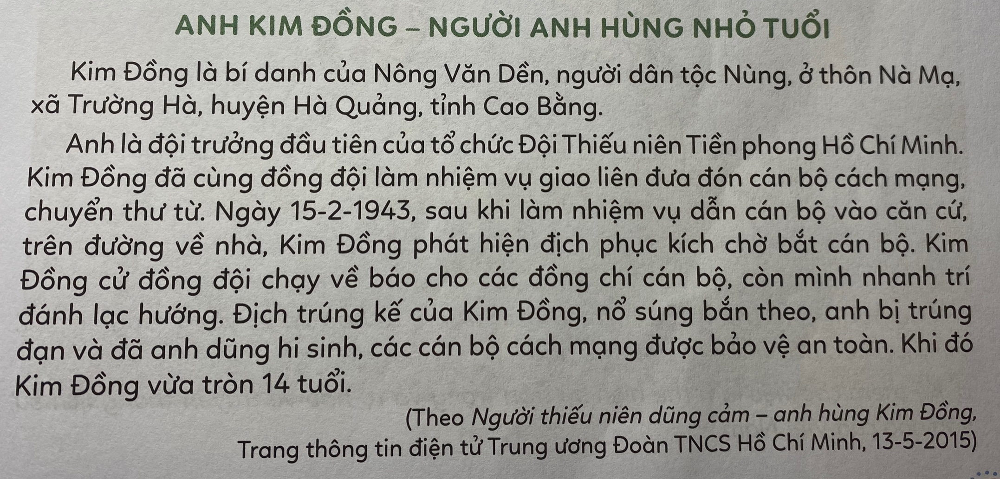 ANH KIM ĐỒNG – NGƯỜI ANH HÙNG NHỎ TUỔI
Kim Đồng là bí danh của Nông Văn Dền, người dân tộc Nùng, ở thôn Nà Mạ,
xã Trường Hà, huyện Hà Quảng, tỉnh Cao Bằng.
Anh là đội trưởng đầu tiên của tổ chức Đội Thiếu niên Tiền phong Hồ Chí Minh.
Kim Đồng đã cùng đồng đội làm nhiệm vụ giao liên đưa đón cán bộ cách mạng,
chuyển thư từ. Ngày 15-2-1943, sau khi làm nhiệm vụ dẫn cán bộ vào căn cứ,
trên đường về nhà, Kim Đồng phát hiện địch phục kích chờ bắt cán bộ. Kim
Đồng cử đồng đội chạy về báo cho các đồng chí cán bộ, còn mình nhanh trí
đánh lạc hướng. Địch trúng kế của Kim Đồng, nổ súng bắn theo, anh bị trúng
đạn và đã anh dũng hi sinh, các cán bộ cách mạng được bảo vệ an toàn. Khi đó
Kim Đồng vừa tròn 14 tuổi.
(Theo Người thiếu niên dũng cảm – anh hùng Kim Đồng,
Trang thông tin điện tử Trung ương Đoàn TNCS Hồ Chí Minh, 13-5-2015)